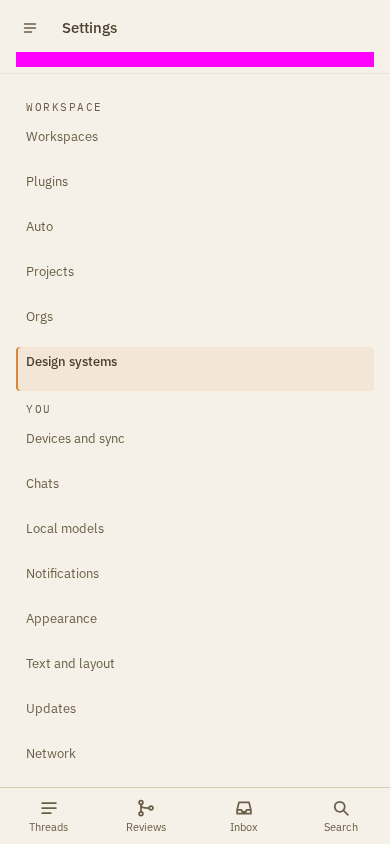 Settings
WORKSPACE
Workspaces
Plugins
Auto
Projects
Orgs
Design systems
YOU
Devices and sync
Chats
Local models
Notifications
Appearance
Text and layout
Updates
Network
Threads
Reviews
Inbox
Search